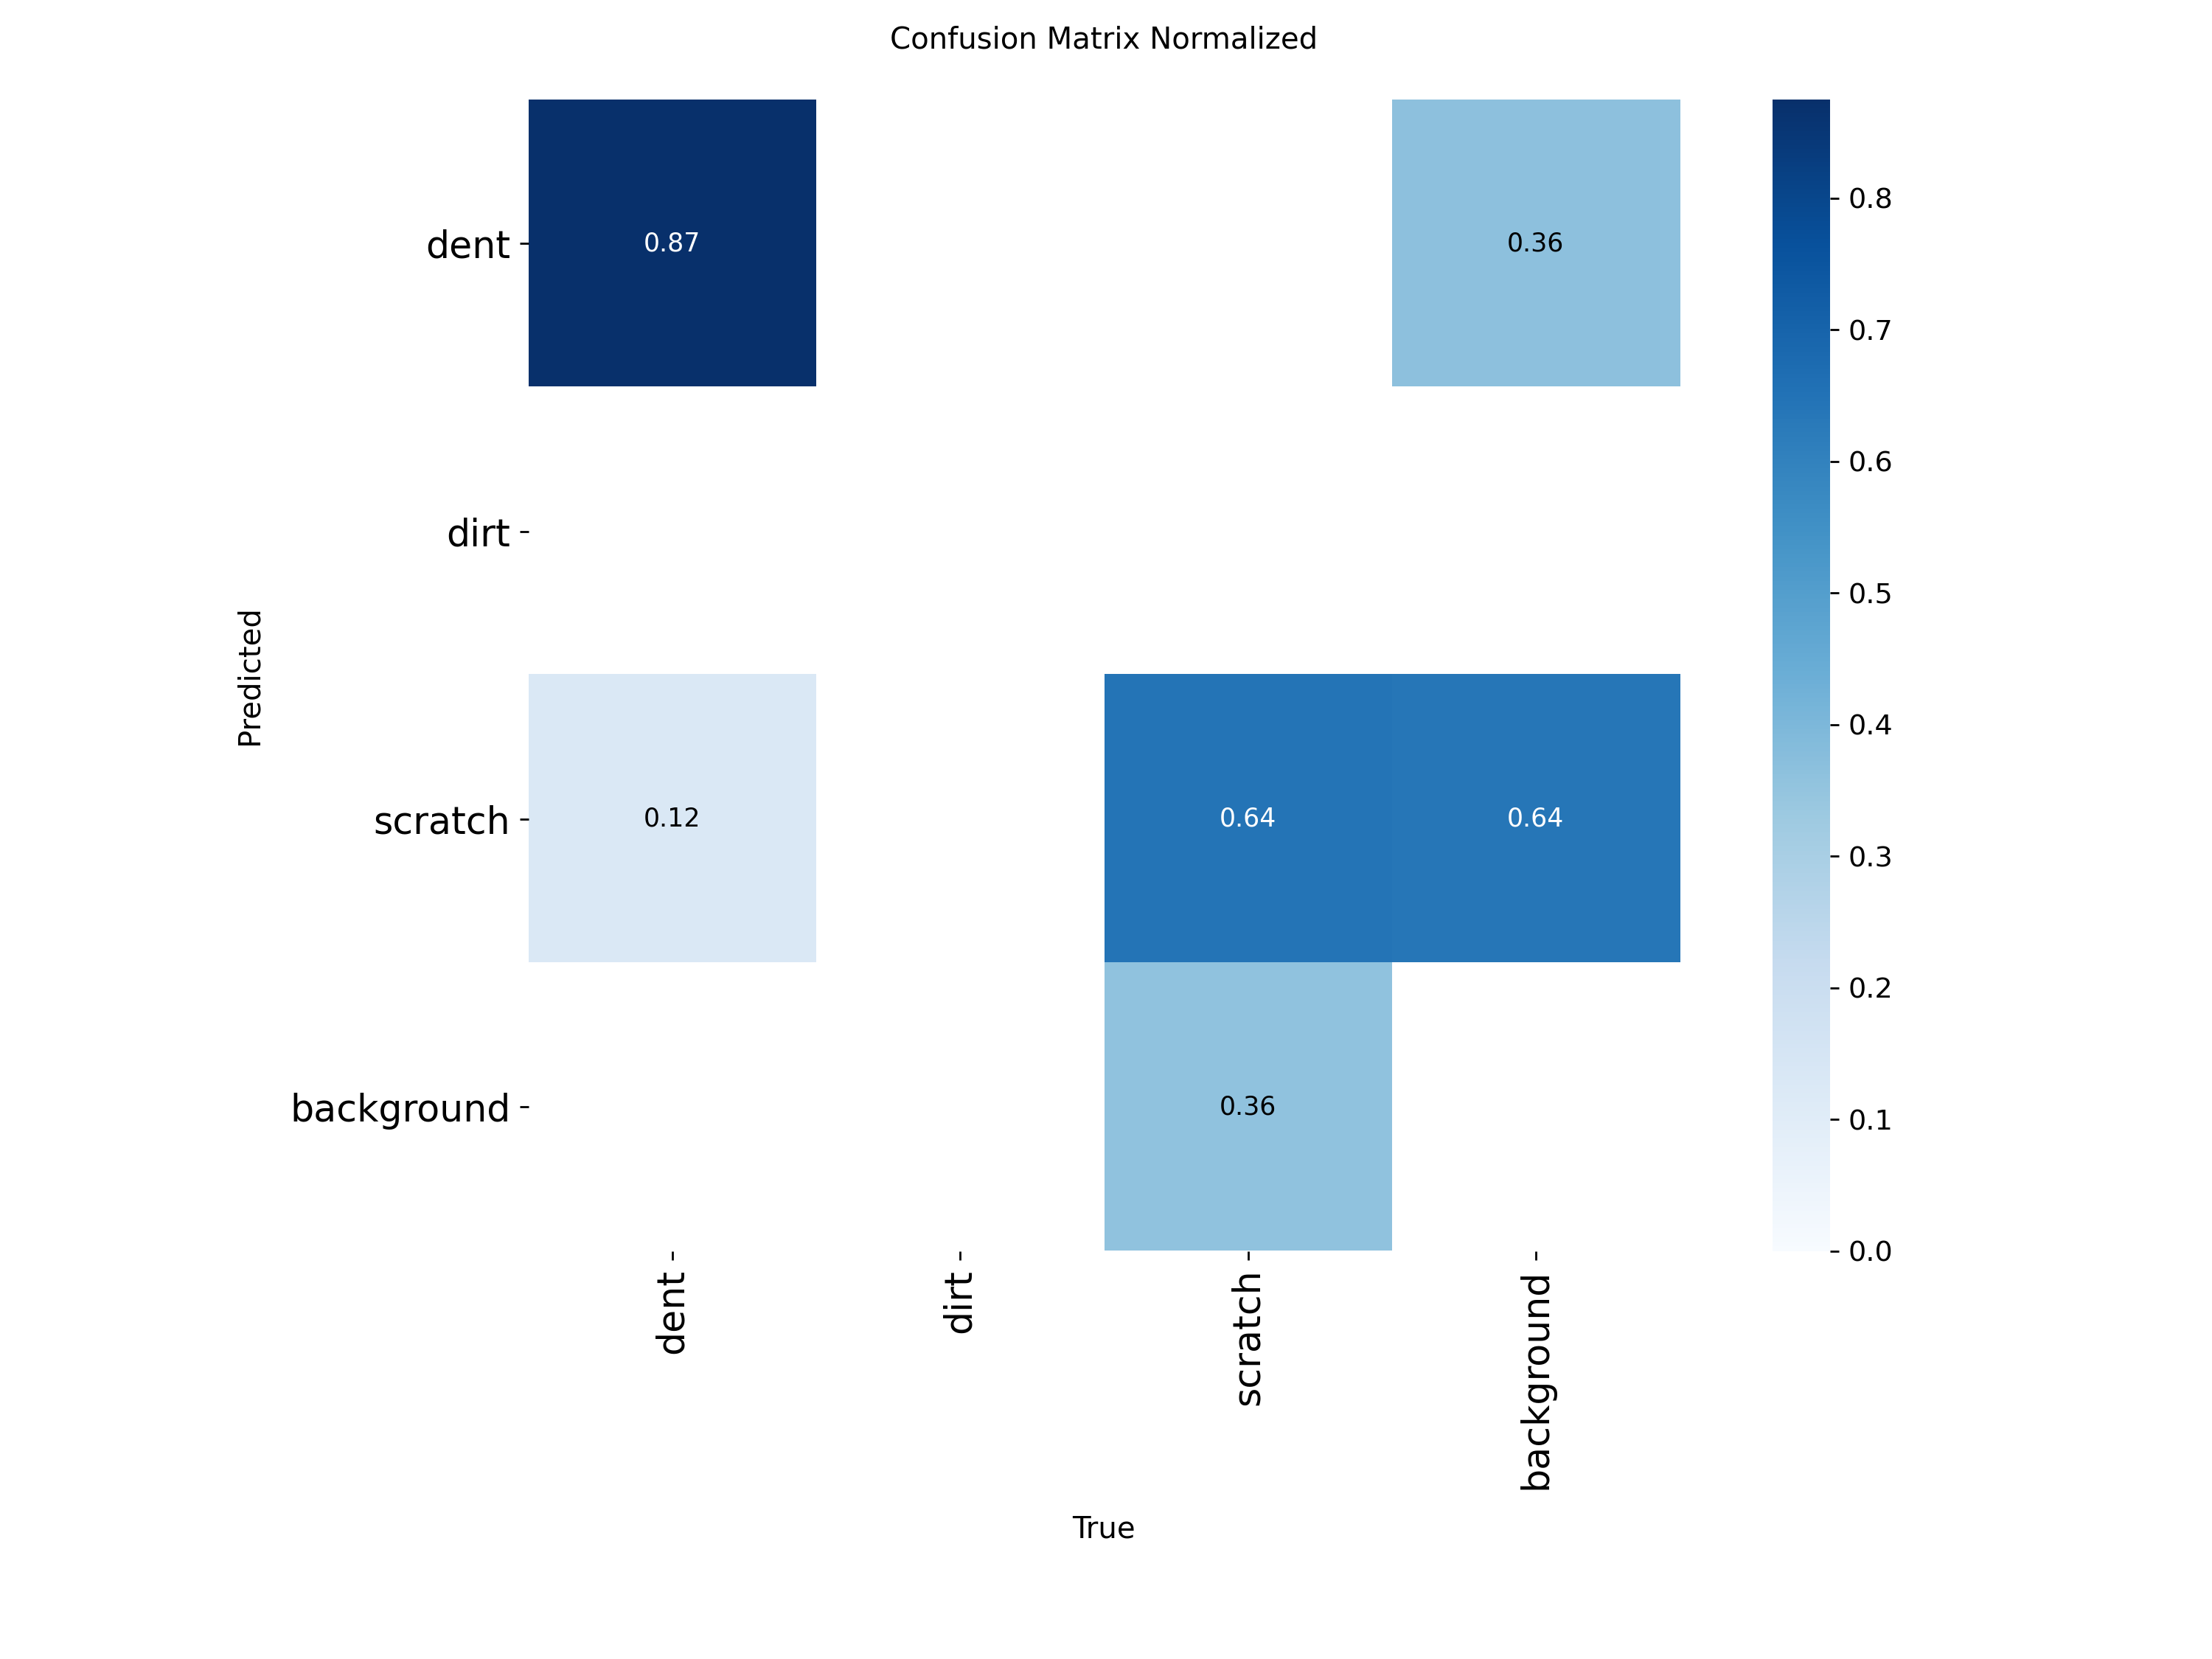 Confusion Matrix Normalized
dent
0.87
0.36
dirt
scratch
0.12
0.64
0.64
background
0.36
Predicted
dent
dirt
scratch
background
True
0.8
0.7
0.6
0.5
0.4
0.3
0.2
0.1
0.0